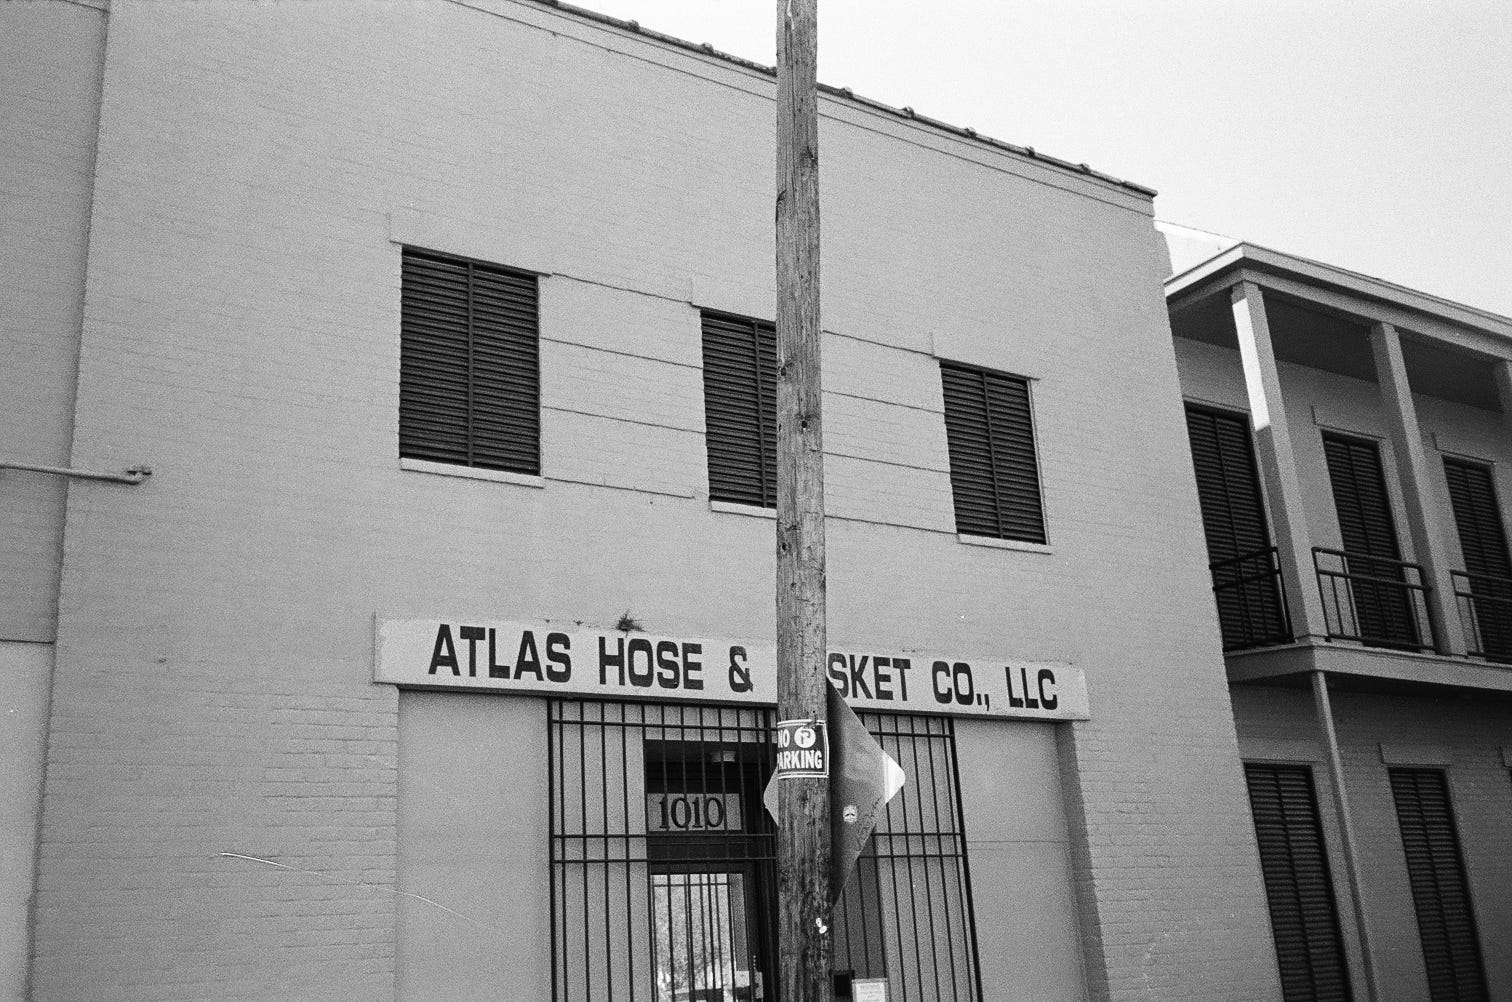 ATLAS HOSE & SKET CO., LLC
NO P
PARKING
1010